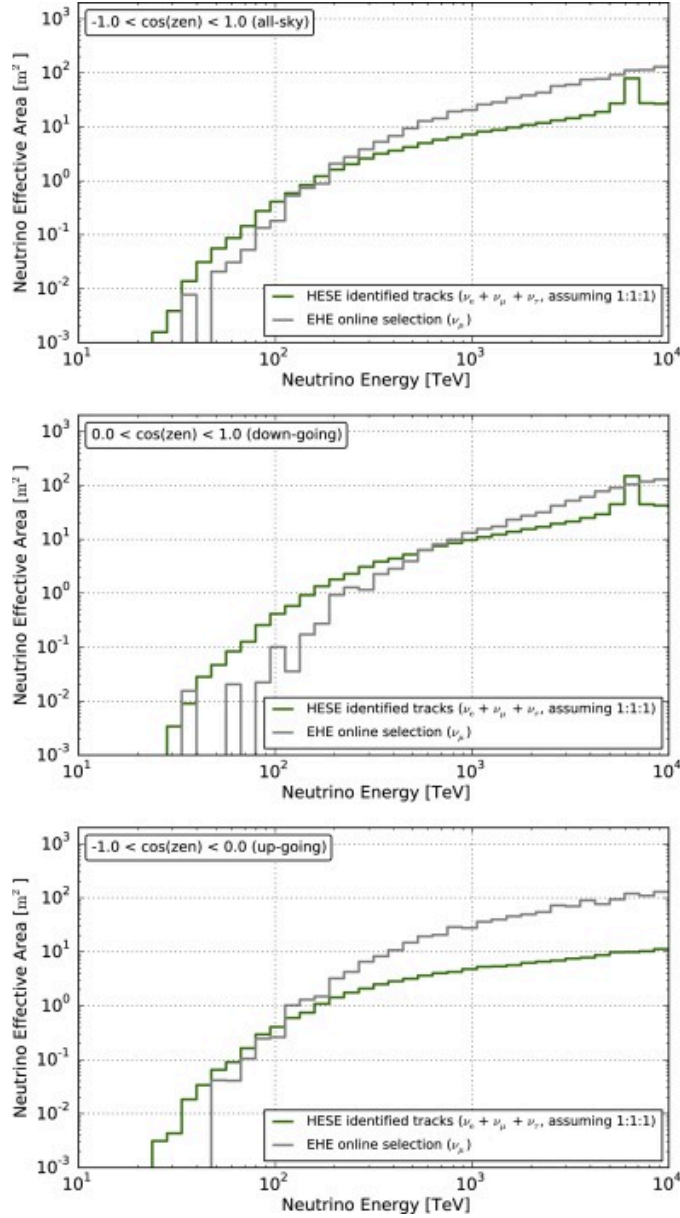 -1.0 < cos(zen) < 1.0 (all-sky)
Neutrino Effective Area [m²]
10³
10²
10¹
10⁰
10⁻¹
10⁻²
10⁻³
HESE identified tracks (νₑ + ν_μ + ν_τ, assuming 1:1:1)
EHE online selection (ν_μ)
10¹ 10² 10³ 10⁴
Neutrino Energy [TeV]
0.0 < cos(zen) < 1.0 (down-going)
Neutrino Effective Area [m²]
10³
10²
10¹
10⁰
10⁻¹
10⁻²
10⁻³
HESE identified tracks (νₑ + ν_μ + ν_τ, assuming 1:1:1)
EHE online selection (ν_μ)
10¹ 10² 10³ 10⁴
Neutrino Energy [TeV]
-1.0 < cos(zen) < 0.0 (up-going)
Neutrino Effective Area [m²]
10³
10²
10¹
10⁰
10⁻¹
10⁻²
10⁻³
HESE identified tracks (νₑ + ν_μ + ν_τ, assuming 1:1:1)
EHE online selection (ν_μ)
10¹ 10² 10³ 10⁴
Neutrino Energy [TeV]